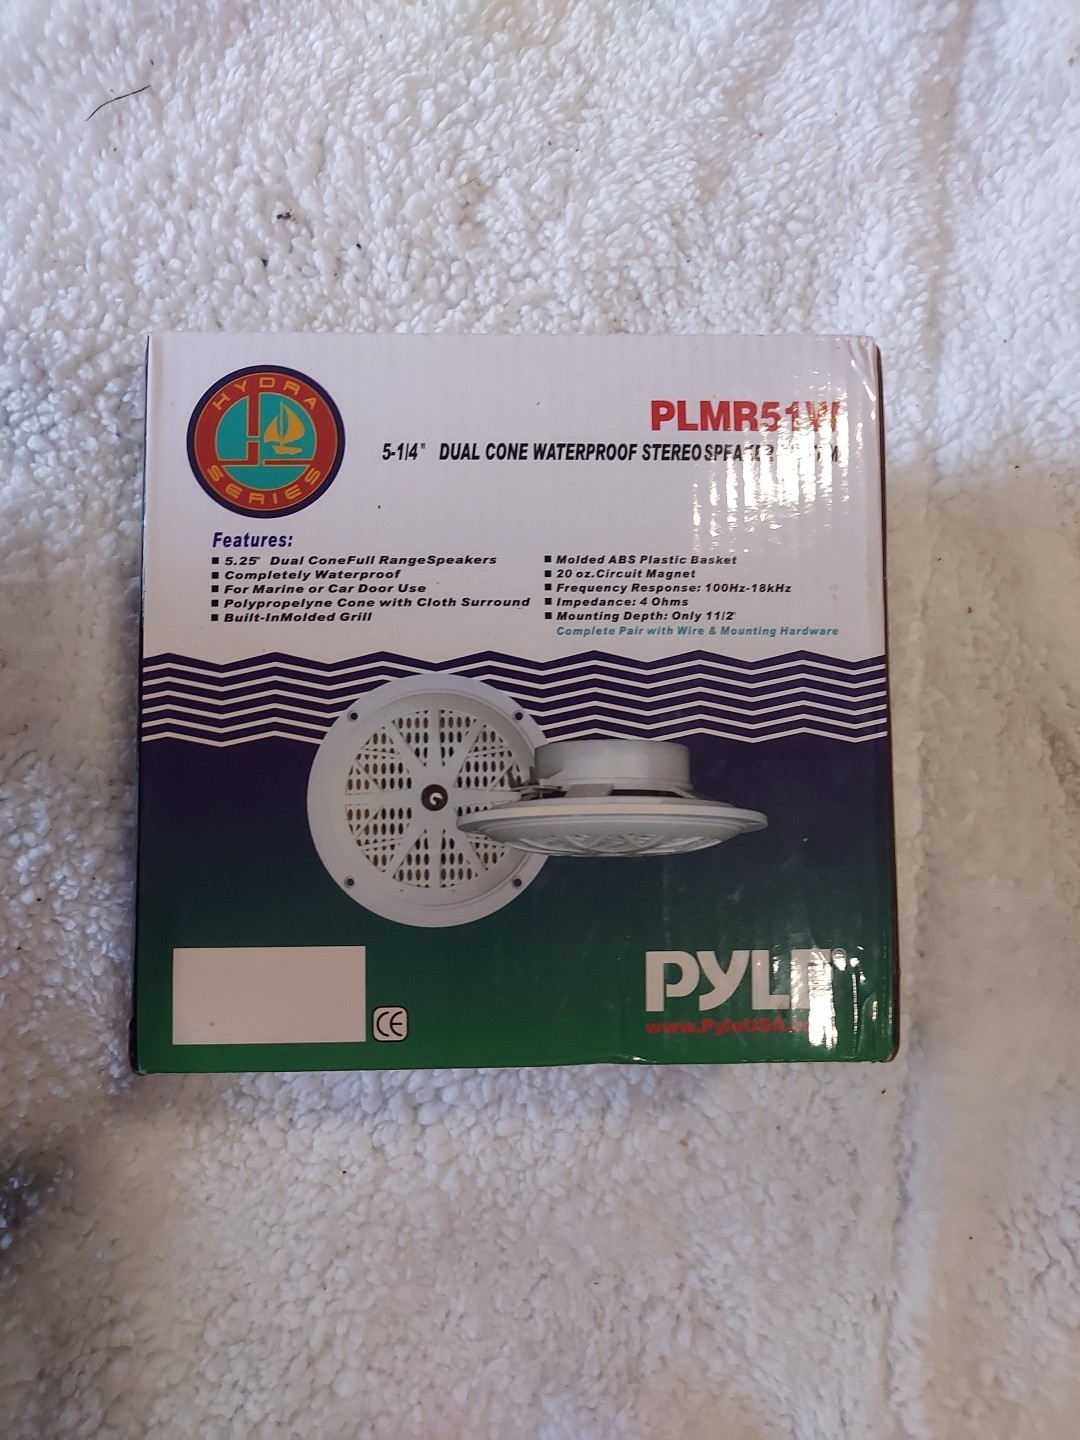 HYDRA
SERIES
PLMR51W
5-1/4" DUAL CONE WATERPROOF STEREO SPEAKER
Features:
5.25" Dual ConeFull RangeSpeakers
Completely Waterproof
For Marine or Car Door Use
Polypropelyne Cone with Cloth Surround
Built-InMolded Grill
Molded ABS Plastic Basket
20 oz.Circuit Magnet
Frequency Response: 100Hz-18kHz
Impedance: 4 Ohms
Mounting Depth: Only 11/2"
Complete Pair with Wire & Mounting Hardware
CE
PYLE®
www.PyleUSA